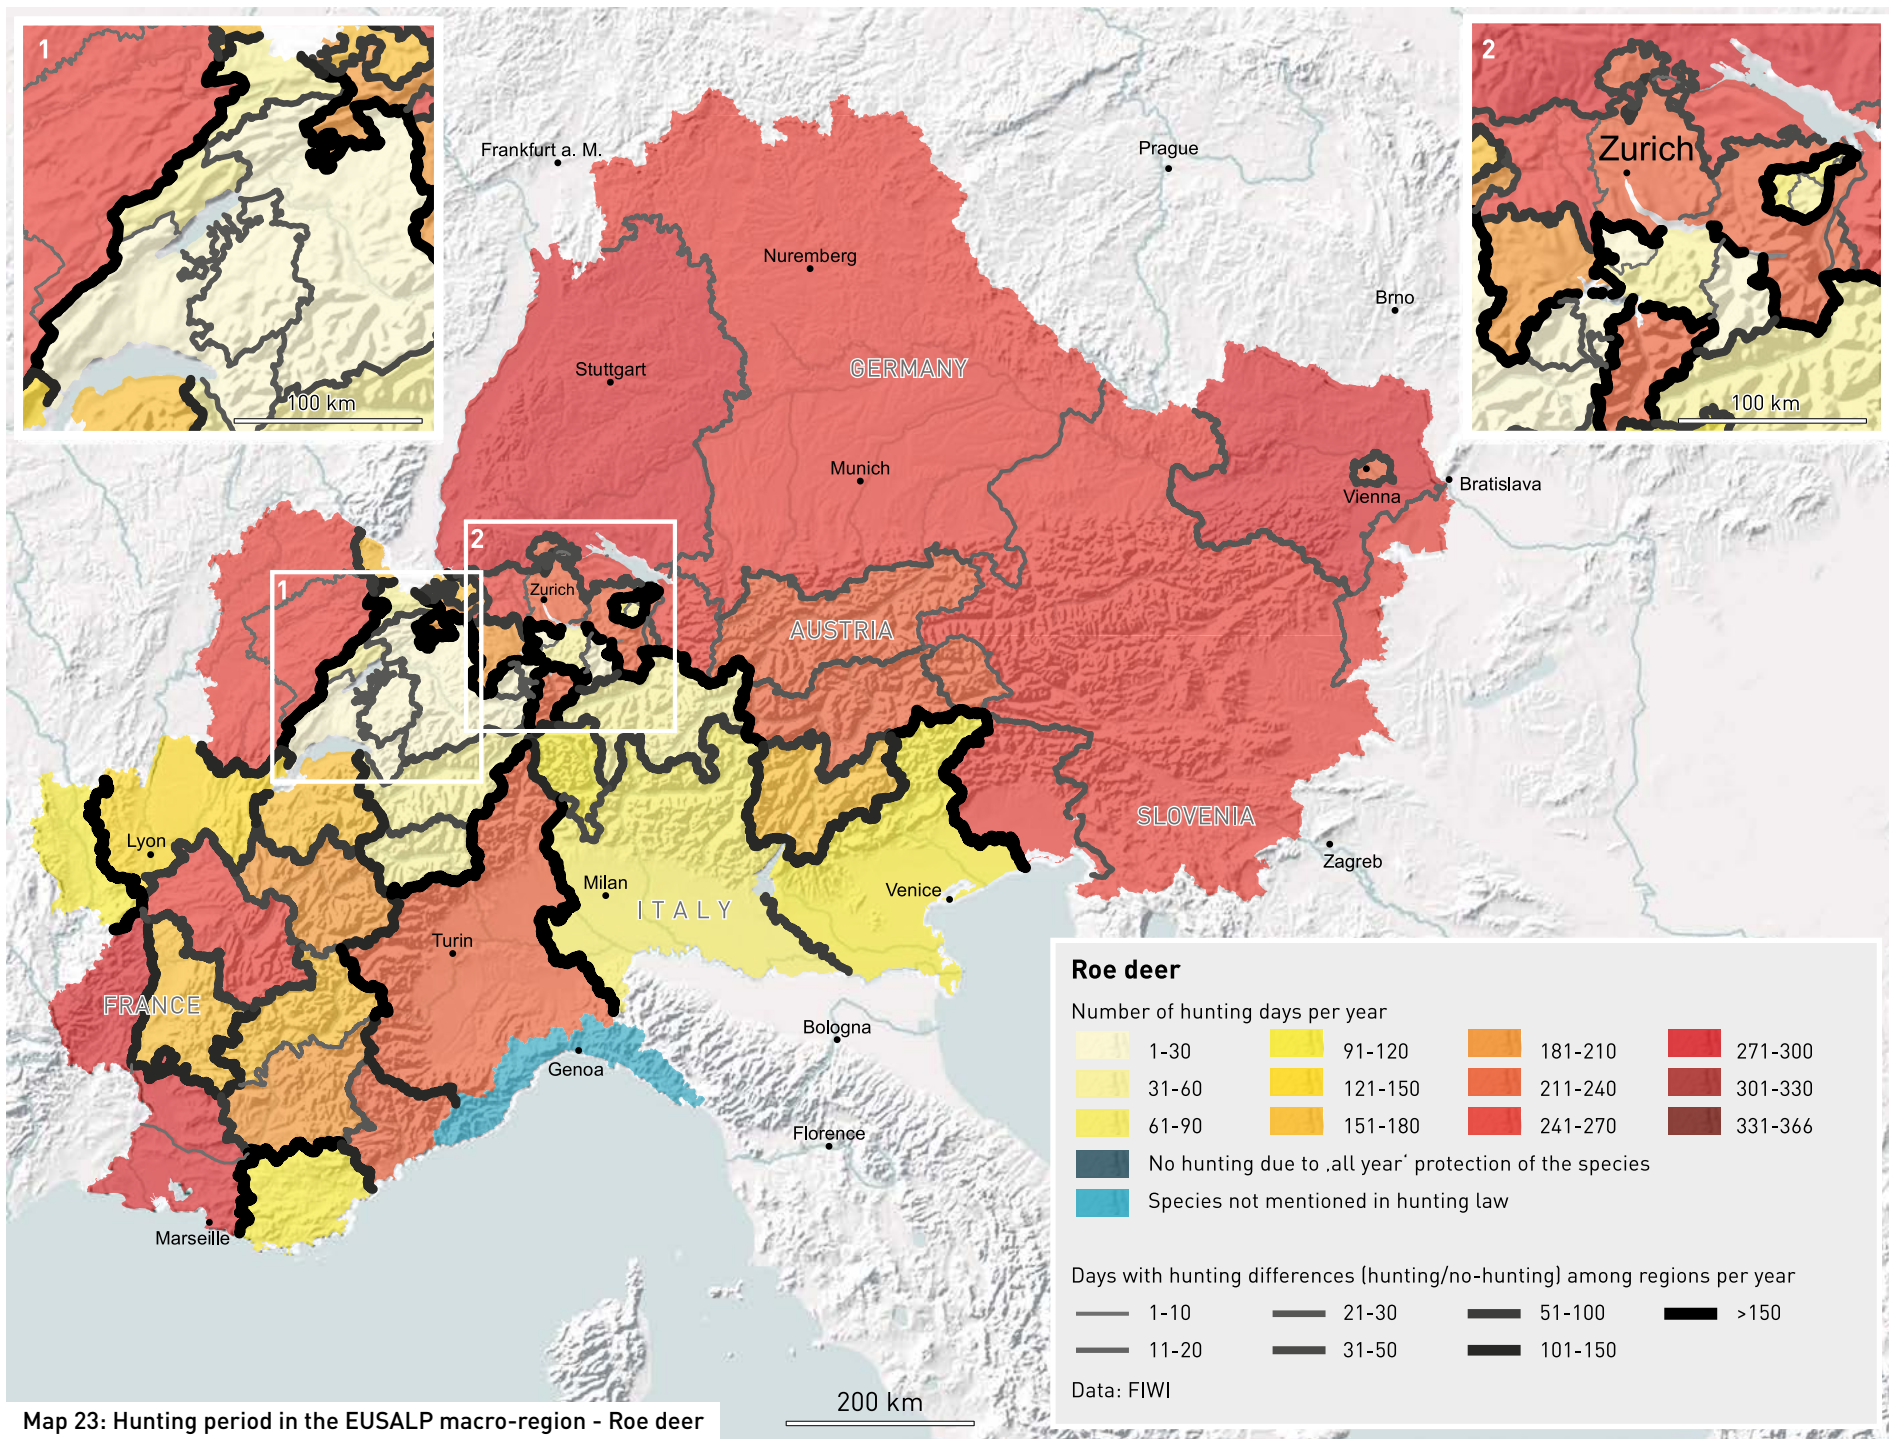 1
2
Zurich
100 km
100 km
Frankfurt a. M.
Prague
Nuremberg
Brno
Stuttgart
GERMANY
Munich
Vienna
Bratislava
2
1
Zurich
AUSTRIA
SLOVENIA
Lyon
Zagreb
Milan
Venice
ITALY
Turin
FRANCE
Bologna
Genoa
Florence
Marseille
Roe deer
Number of hunting days per year
1-30
91-120
181-210
271-300
31-60
121-150
211-240
301-330
61-90
151-180
241-270
331-366
No hunting due to ‚all year‘ protection of the species
Species not mentioned in hunting law
Days with hunting differences (hunting/no-hunting) among regions per year
1-10
21-30
51-100
>150
11-20
31-50
101-150
Data: FIWI
200 km
Map 23: Hunting period in the EUSALP macro-region - Roe deer